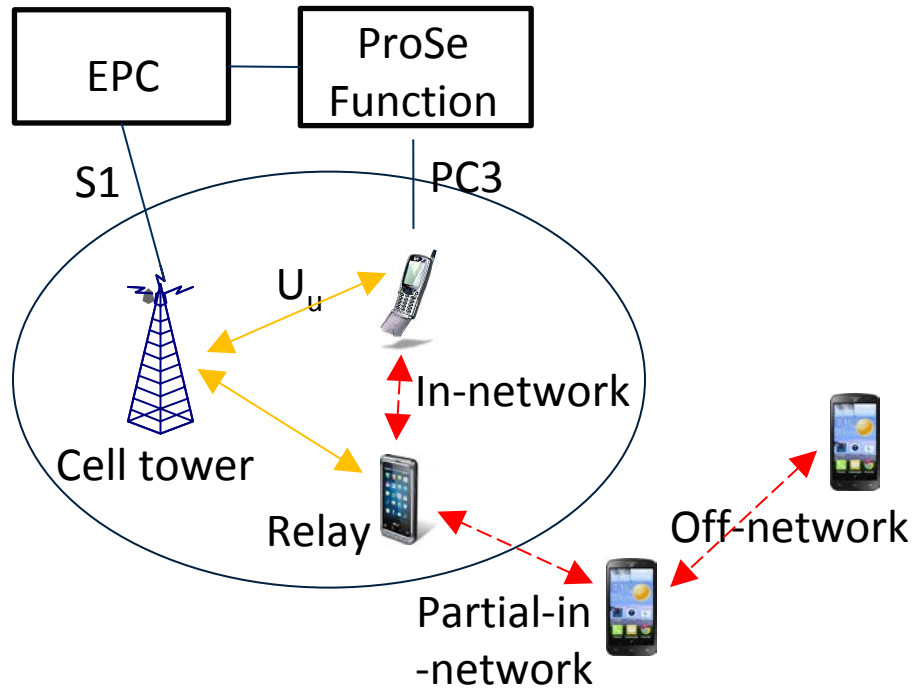 EPC
ProSe
Function
S1
PC3
Uu
In-network
Cell tower
Relay
Off-network
Partial-in
-network